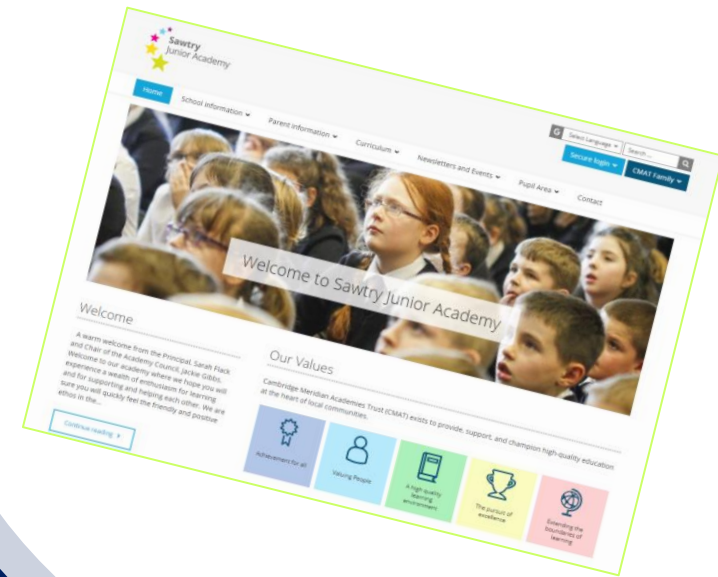 Sawtry
Junior Academy
G Select Language Search ...
Secure login CMAT Family
Home School Information Parent Information Curriculum Newsletters and Events Pupil Area Contact
Welcome to Sawtry Junior Academy
Welcome
A warm welcome from the Principal, Sarah Flack
and Chair of the Academy Council, Jackie Gibbs.
Welcome to our academy where we hope you will
experience a wealth of enthusiasm for learning
and for supporting and helping each other. We are
sure you will quickly feel the friendly and positive
ethos in the...
Continue reading
Our Values
Cambridge Meridian Academies Trust (CMAT) exists to provide, support, and champion high-quality education
at the heart of local communities.
Achievement for all
Valuing People
A high quality
learning
environment
The pursuit of
excellence
Extending the
boundaries of
learning